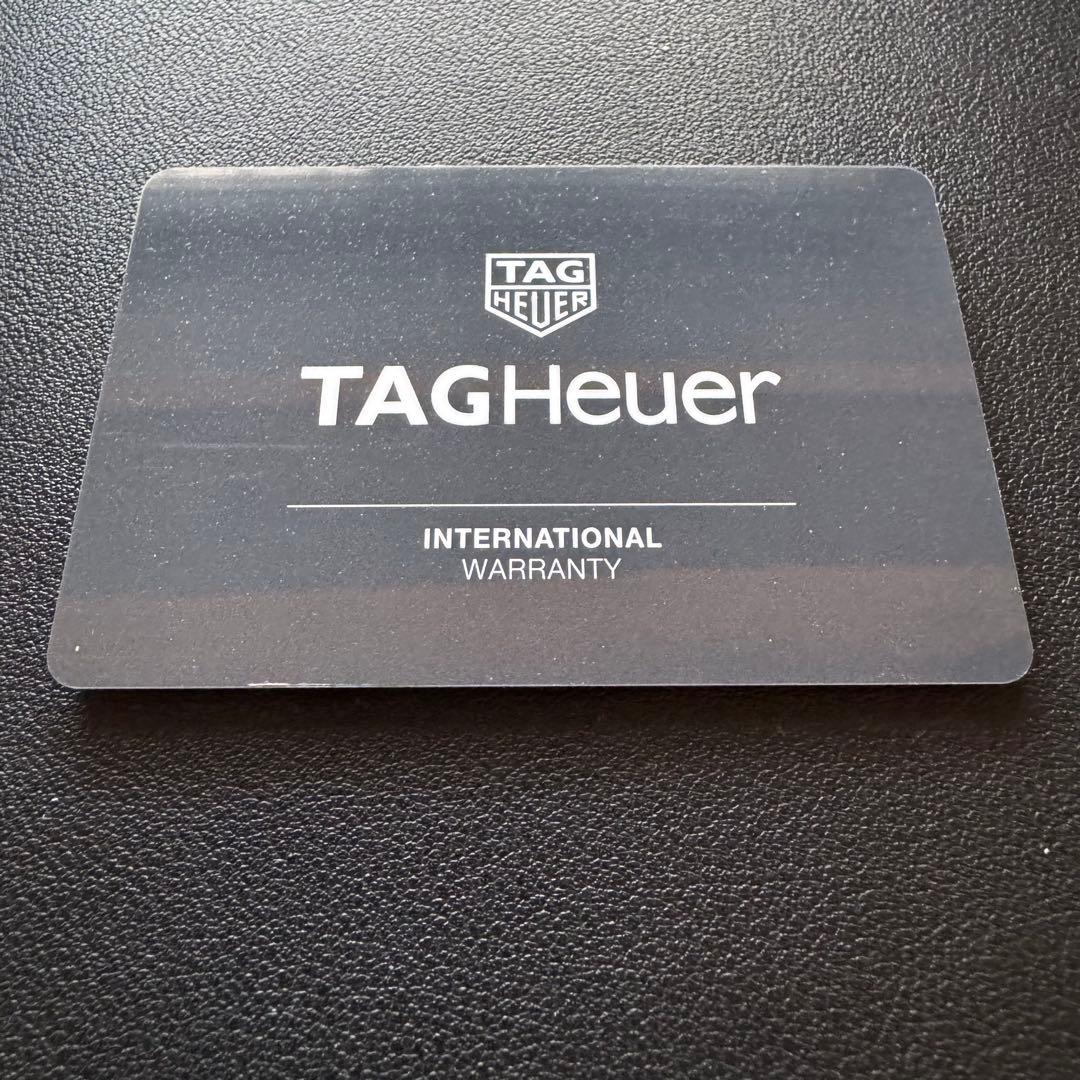 TAG
HEUER
TAGHeuer
INTERNATIONAL
WARRANTY